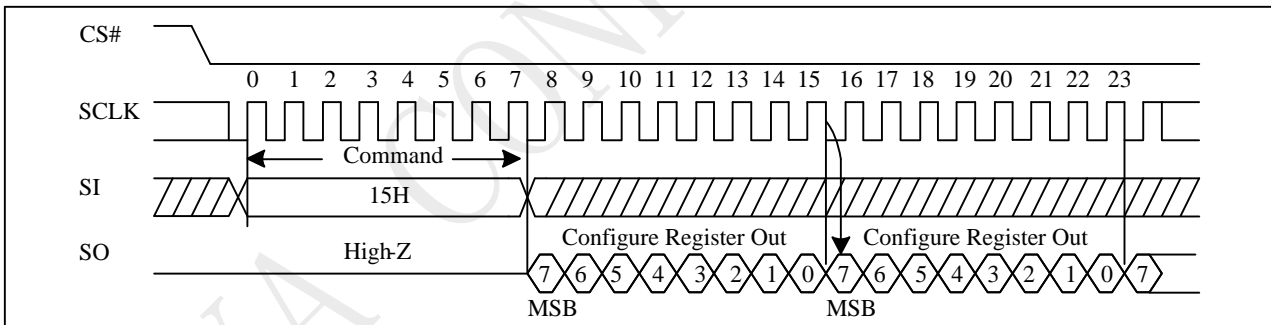 CS#
0 1 2 3 4 5 6 7 8 9 10 11 12 13 14 15 16 17 18 19 20 21 22 23
SCLK
Command
SI
15H
SO
High-Z
Configure Register Out
Configure Register Out
7 6 5 4 3 2 1 0 7 6 5 4 3 2 1 0 7
MSB
MSB